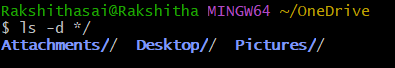 Rakshithasai@Rakshitha MINGW64 ~/OneDrive
$ ls -d */
Attachments//  Desktop//  Pictures//